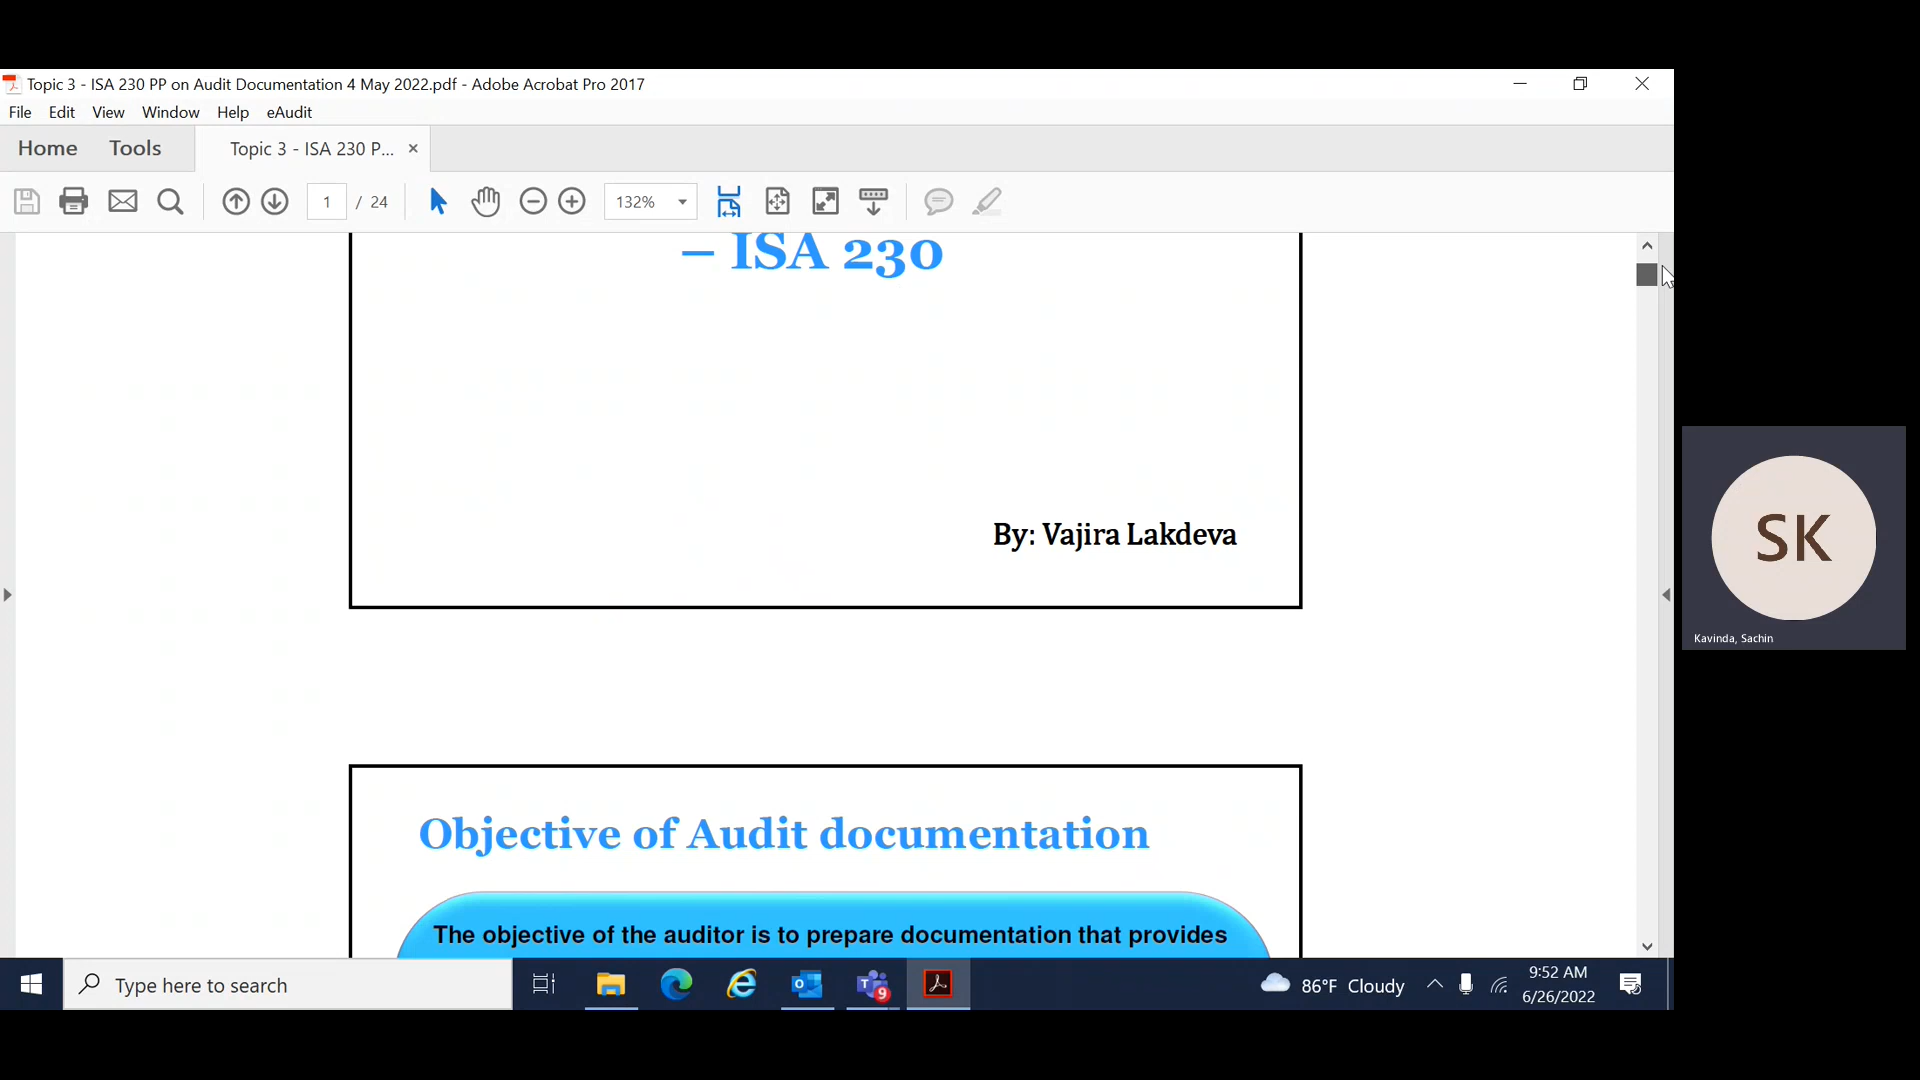 Topic 3 - ISA 230 PP on Audit Documentation 4 May 2022.pdf - Adobe Acrobat Pro 2017
File Edit View Window Help eAudit
Home Tools Topic 3 - ISA 230 P... ×
1 / 24 132%
– ISA 230
By: Vajira Lakdeva
SK
Kavinda, Sachin
Objective of Audit documentation
The objective of the auditor is to prepare documentation that provides
Type here to search
9
86°F Cloudy
9:52 AM
6/26/2022